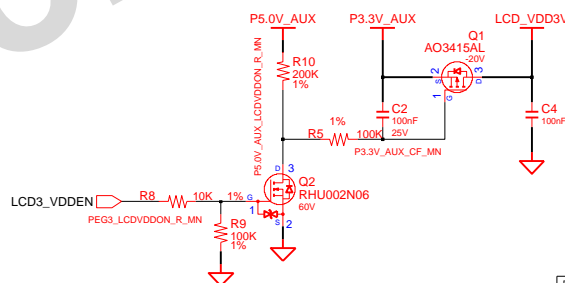 P5.0V_AUX
P3.3V_AUX
LCD_VDD3V
Q1
AO3415AL
-20V
R10
200K
1%
P5.0V_AUX_LCDVDDON_R_MN
2
S
3
D
1
G
C2
100nF
25V
C4
100nF
1%
R5
100K
P3.3V_AUX_CF_MN
D
3
Q2
RHU002N06
60V
LCD3_VDDEN
R8
10K
1%
G
1
S
2
PEG3_LCDVDDON_R_MN
R9
100K
1%